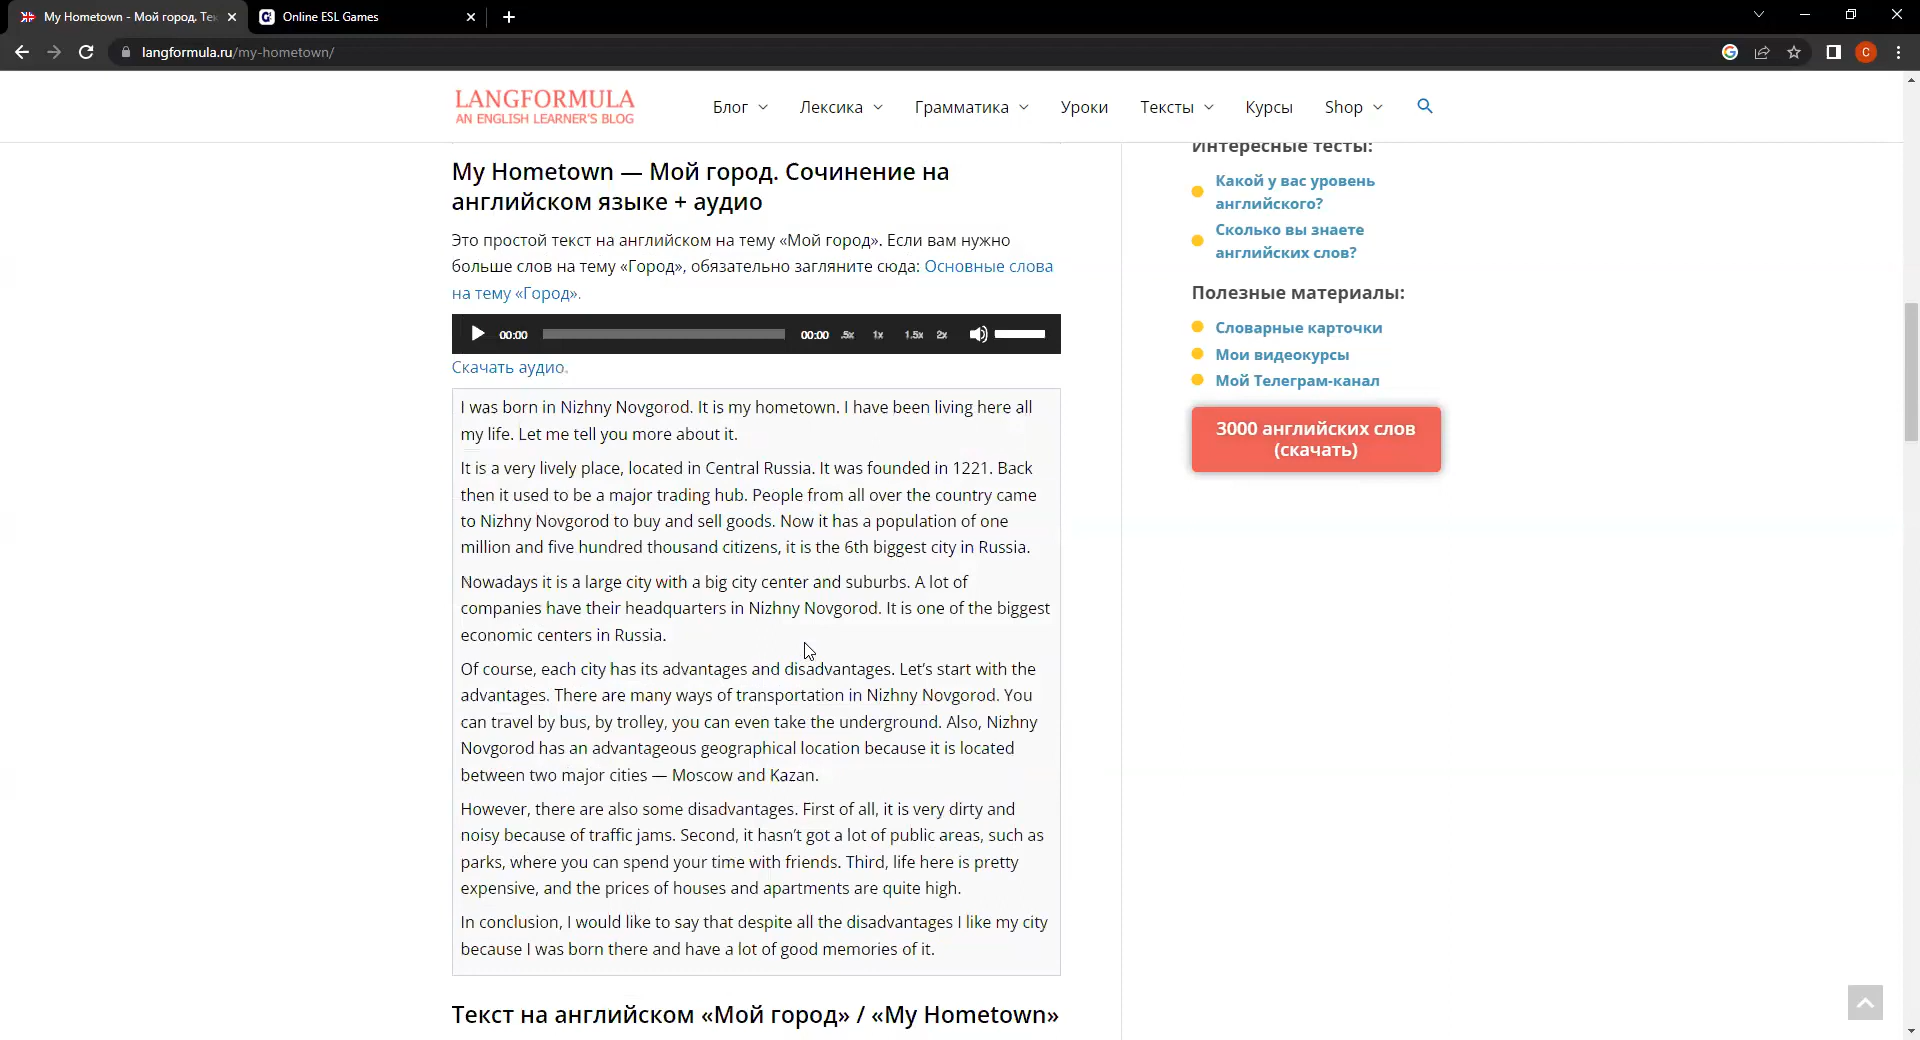 My Hometown - Мой город. Тек
Online ESL Games
langformula.ru/my-hometown/
C
LANGFORMULA
AN ENGLISH LEARNER'S BLOG
Блог
Лексика
Грамматика
Уроки
Тексты
Курсы
Shop
My Hometown — Мой город. Сочинение на
английском языке + аудио
Это простой текст на английском на тему «Мой город». Если вам нужно
больше слов на тему «Город», обязательно загляните сюда: Основные слова
на тему «Город».
00:00
00:00
.5x
1x
1.5x
2x
Скачать аудио.
I was born in Nizhny Novgorod. It is my hometown. I have been living here all
my life. Let me tell you more about it.
It is a very lively place, located in Central Russia. It was founded in 1221. Back
then it used to be a major trading hub. People from all over the country came
to Nizhny Novgorod to buy and sell goods. Now it has a population of one
million and five hundred thousand citizens, it is the 6th biggest city in Russia.
Nowadays it is a large city with a big city center and suburbs. A lot of
companies have their headquarters in Nizhny Novgorod. It is one of the biggest
economic centers in Russia.
Of course, each city has its advantages and disadvantages. Let's start with the
advantages. There are many ways of transportation in Nizhny Novgorod. You
can travel by bus, by trolley, you can even take the underground. Also, Nizhny
Novgorod has an advantageous geographical location because it is located
between two major cities — Moscow and Kazan.
However, there are also some disadvantages. First of all, it is very dirty and
noisy because of traffic jams. Second, it hasn't got a lot of public areas, such as
parks, where you can spend your time with friends. Third, life here is pretty
expensive, and the prices of houses and apartments are quite high.
In conclusion, I would like to say that despite all the disadvantages I like my city
because I was born there and have a lot of good memories of it.
Текст на английском «Мой город» / «My Hometown»
Интересные тесты:
Какой у вас уровень
английского?
Сколько вы знаете
английских слов?
Полезные материалы:
Словарные карточки
Мои видеокурсы
Мой Телеграм-канал
3000 английских слов
(скачать)